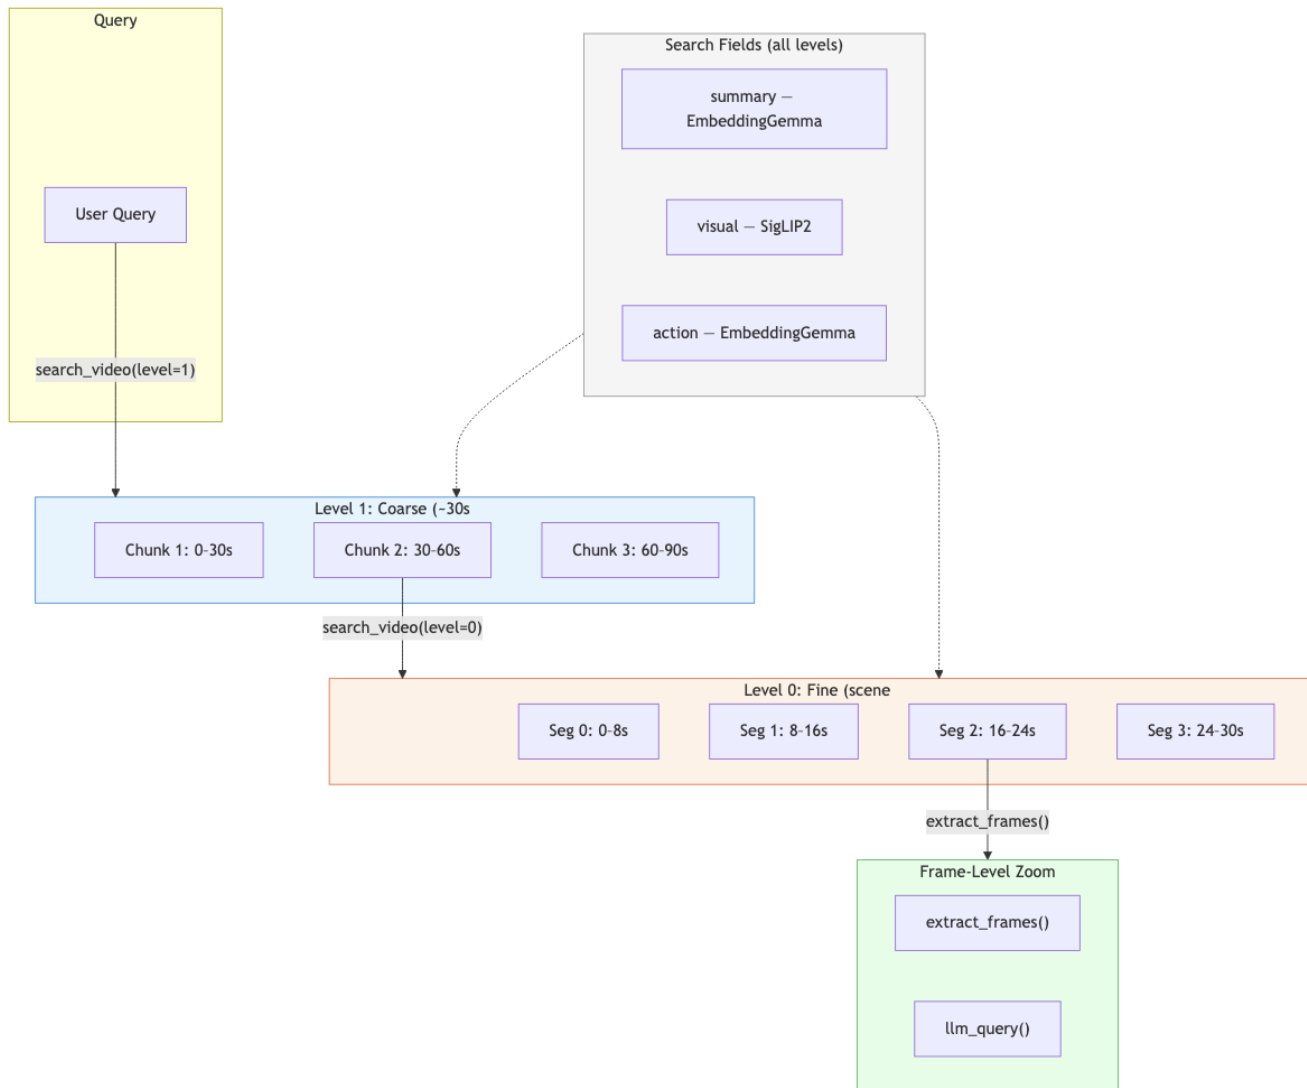 Query
User Query
search_video(level=1)
Search Fields (all levels)
summary —
EmbeddingGemma
visual — SigLIP2
action — EmbeddingGemma
Level 1: Coarse (~30s
Chunk 1: 0–30s
Chunk 2: 30–60s
Chunk 3: 60–90s
search_video(level=0)
Level 0: Fine (scene
Seg 0: 0–8s
Seg 1: 8–16s
Seg 2: 16–24s
Seg 3: 24–30s
extract_frames()
Frame-Level Zoom
extract_frames()
llm_query()